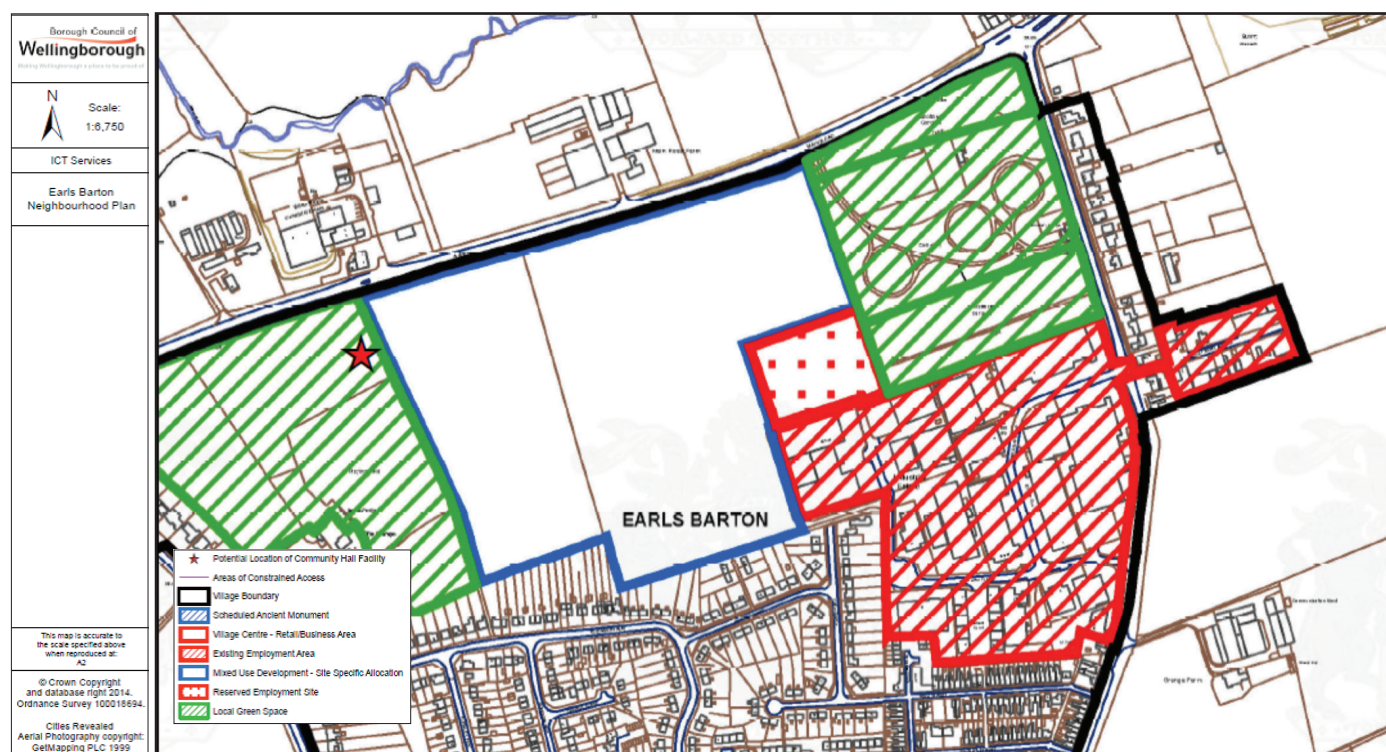 Borough Council of
Wellingborough
Making Wellingborough a place to be proud of
N
Scale:
1:6,750
ICT Services
Earls Barton
Neighbourhood Plan
This map is accurate to
the scale specified above
when reproduced at:
A2
© Crown Copyright
and database right 2014.
Ordnance Survey 100018694.
Cities Revealed
Aerial Photography copyright:
GetMapping PLC 1999
Main Road Farm
EARLS BARTON
Grange Farm
Potential Location of Community Hall Facility
Areas of Constrained Access
Village Boundary
Scheduled Ancient Monument
Village Centre - Retail/Business Area
Existing Employment Area
Mixed Use Development - Site Specific Allocation
Reserved Employment Site
Local Green Space